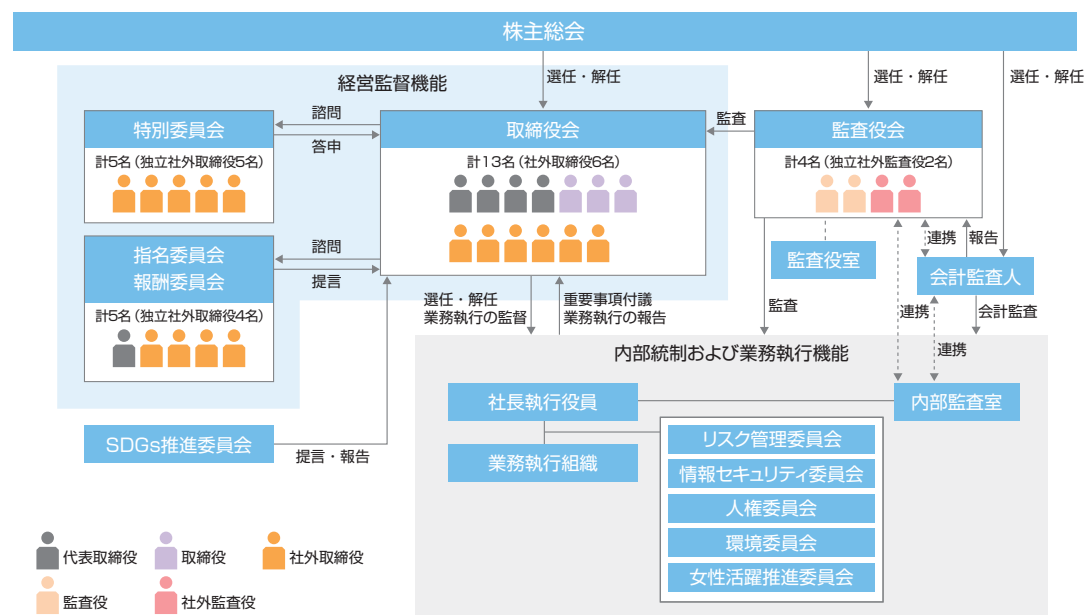 株主総会
選任・解任
選任・解任
選任・解任
経営監督機能
特別委員会
計5名(独立社外取締役5名)
諮問
答申
取締役会
計13名(社外取締役6名)
監査
監査役会
計4名(独立社外監査役2名)
指名委員会
報酬委員会
計5名(独立社外取締役4名)
諮問
提言
監査役室
連携
報告
会計監査人
選任・解任
業務執行の監督
重要事項付議
業務執行の報告
監査
連携
会計監査
連携
内部統制および業務執行機能
社長執行役員
内部監査室
業務執行組織
リスク管理委員会
情報セキュリティ委員会
人権委員会
環境委員会
女性活躍推進委員会
SDGs推進委員会
提言・報告
代表取締役
取締役
社外取締役
監査役
社外監査役